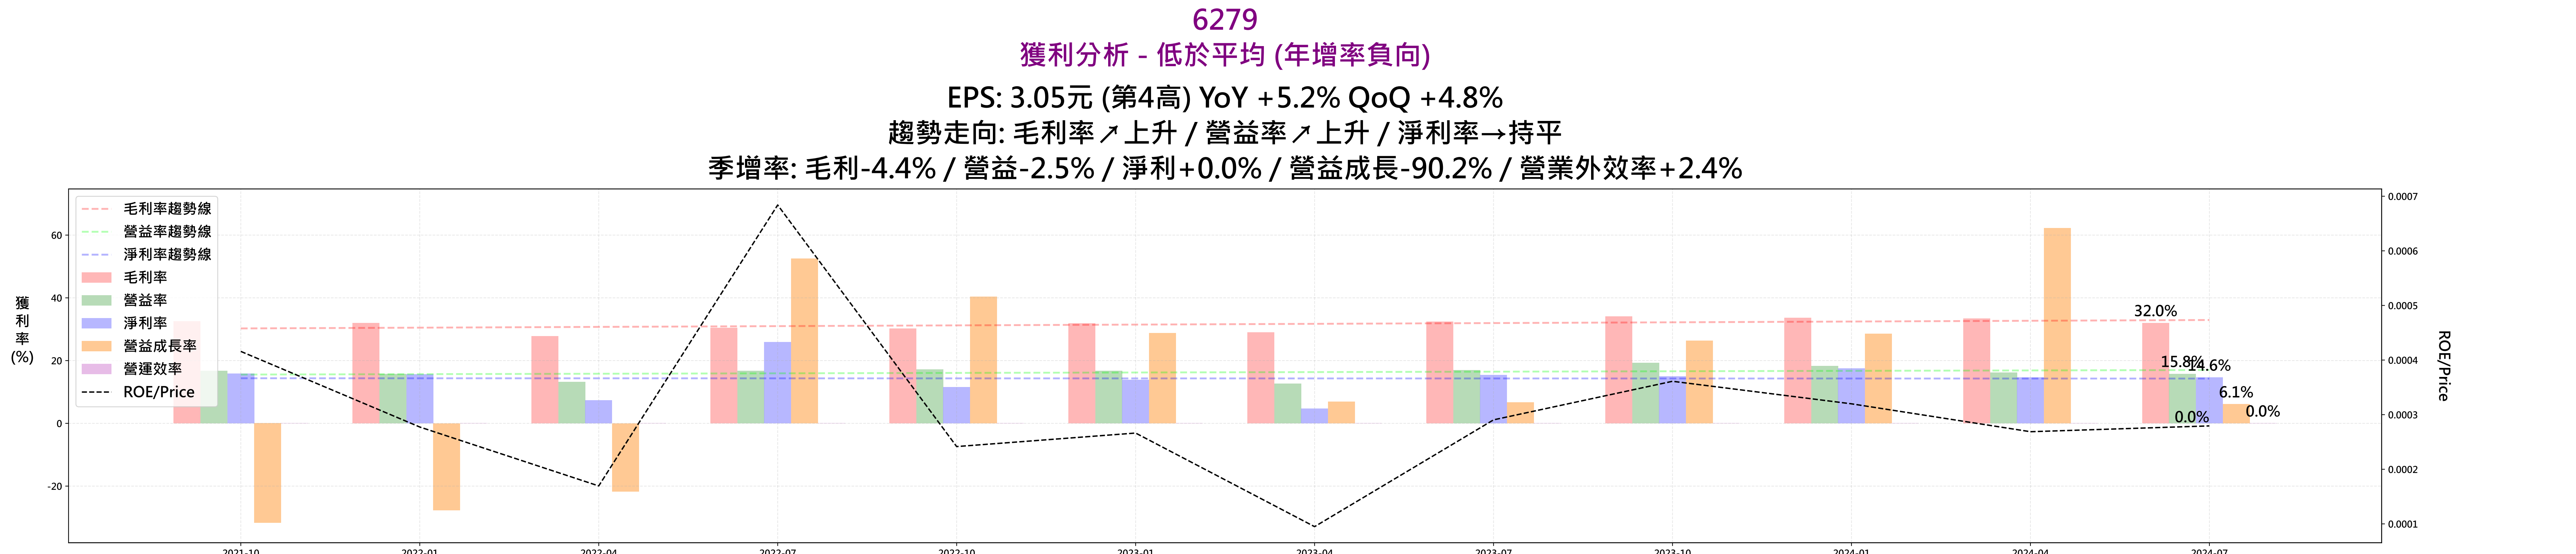 6279
獲利分析 - 低於平均 (年增率負向)
EPS: 3.05元 (第4高) YoY +5.2% QoQ +4.8%
趨勢走向: 毛利率↗上升 / 營益率↗上升 / 淨利率→持平
季增率: 毛利-4.4% / 營益-2.5% / 淨利+0.0% / 營益成長-90.2% / 營業外效率+2.4%
毛利率趨勢線
營益率趨勢線
淨利率趨勢線
毛利率
營益率
淨利率
營益成長率
營運效率
ROE/Price
獲
利
率
(%)
60
40
20
0
-20
0.0007
0.0006
0.0005
0.0004
0.0003
0.0002
0.0001
ROE/Price
32.0%
15.8%
14.6%
6.1%
0.0%
0.0%
2021-10
2022-01
2022-04
2022-07
2022-10
2023-01
2023-04
2023-07
2023-10
2024-01
2024-04
2024-07